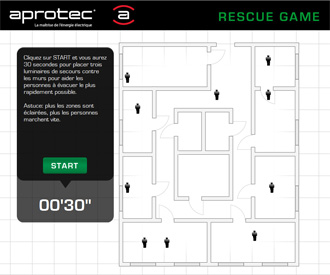 aprotec
La maîtrise de l'énergie électrique
RESCUE GAME
Cliquez sur START et vous aurez
30 secondes pour placer trois
luminaires de secours contre
les murs pour aider les
personnes à évacuer le plus
rapidement possible.
Astuce: plus les zones sont
éclairées, plus les personnes
marchent vite.
START
00'30"